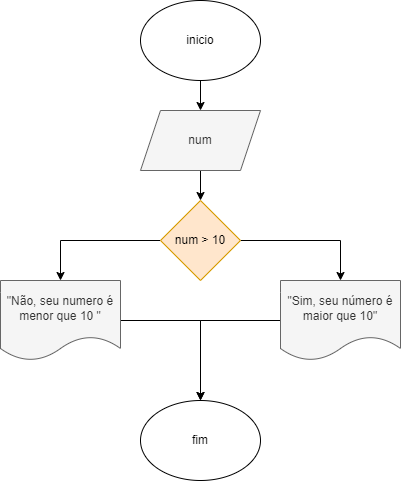 inicio
num
num > 10
"Não, seu numero é
menor que 10 "
"Sim, seu número é
maior que 10"
fim